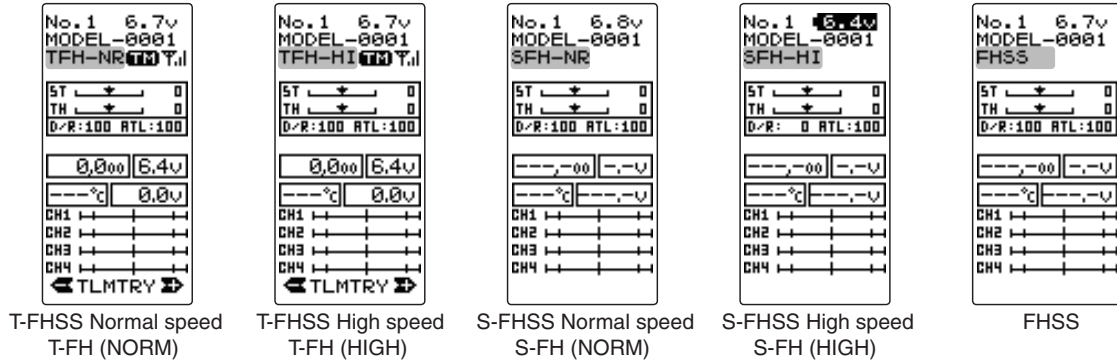 No.1 6.7v
MODEL-0001
TFH-NR TM
ST 0
TH 0
D/R:100 ATL:100
0,000 6.4v
---°C 0.0v
CH1
CH2
CH3
CH4
TLMTRY
T-FHSS Normal speed
T-FH (NORM)
No.1 6.7v
MODEL-0001
TFH-HI TM
ST 0
TH 0
D/R:100 ATL:100
0,000 6.4v
---°C 0.0v
CH1
CH2
CH3
CH4
TLMTRY
T-FHSS High speed
T-FH (HIGH)
No.1 6.8v
MODEL-0001
SFH-NR
ST 0
TH 0
D/R:100 ATL:100
---,-00 -.-v
---°C ---.-v
CH1
CH2
CH3
CH4
S-FHSS Normal speed
S-FH (NORM)
No.1 6.4v
MODEL-0001
SFH-HI
ST 0
TH 0
D/R: 0 ATL:100
---,-00 -.-v
---°C ---.-v
CH1
CH2
CH3
CH4
S-FHSS High speed
S-FH (HIGH)
No.1 6.7v
MODEL-0001
FHSS
ST 0
TH 0
D/R:100 ATL:100
---,-00 -.-v
---°C ---.-v
CH1
CH2
CH3
CH4
FHSS